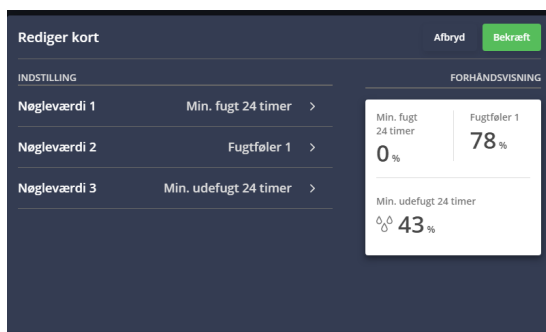 Rediger kort
Afbryd
Bekræft
INDSTILLING
Nøgleværdi 1 Min. fugt 24 timer >
Nøgleværdi 2 Fugtføler 1 >
Nøgleværdi 3 Min. udefugt 24 timer >
FORHÅNDSVISNING
Min. fugt
24 timer
0 %
Fugtføler 1
78 %
Min. udefugt 24 timer
43 %